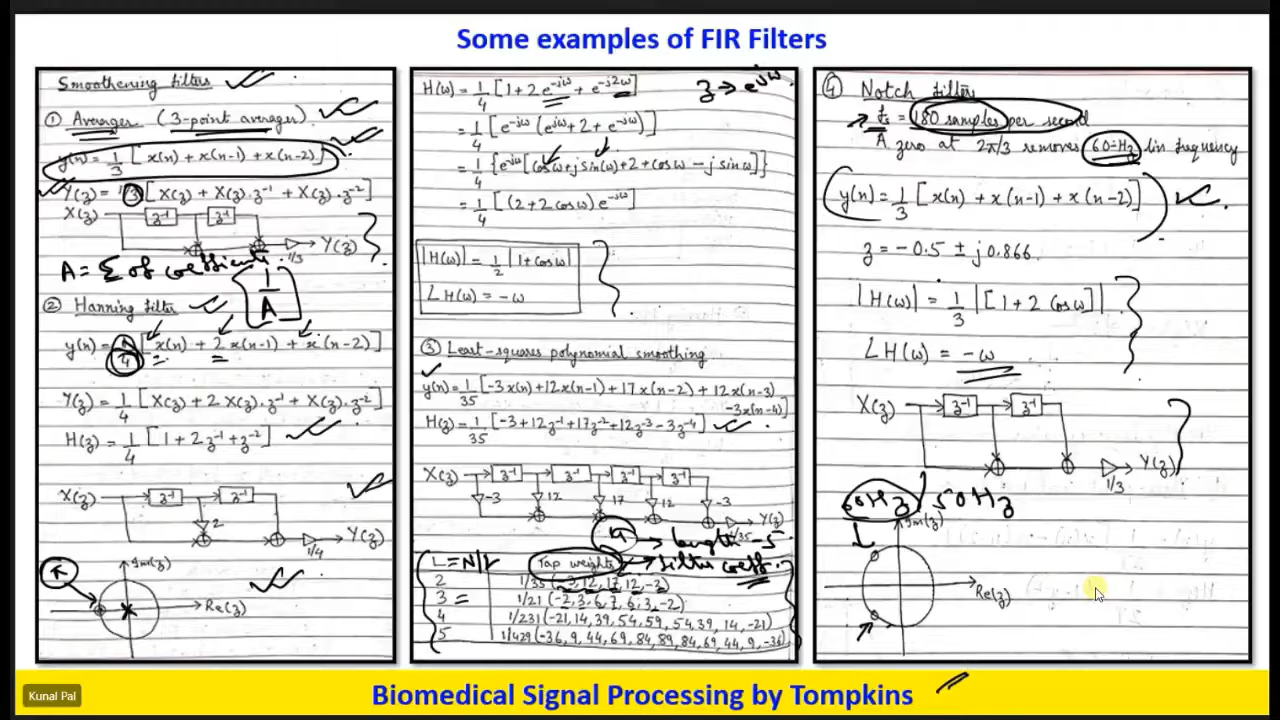 Some examples of FIR Filters
Smoothening filters
① Averager (3-point averager)
y(n) = 1/3 [x(n) + x(n-1) + x(n-2)]
Y(z) = 1/3 [X(z) + X(z).z⁻¹ + X(z).z⁻²]
X(z) z⁻¹ z⁻¹
1/3 Y(z)
A = Σ of coefficients
1/A
② Hanning filter
y(n) = 1/4 [x(n) + 2x(n-1) + x(n-2)]
Y(z) = 1/4 [X(z) + 2X(z).z⁻¹ + X(z).z⁻²]
H(z) = 1/4 [1 + 2z⁻¹ + z⁻²]
X(z) z⁻¹ z⁻¹
2
1/4 Y(z)
Im(z)
Re(z)
H(ω) = 1/4 [1 + 2e^-jω + e^-j2ω]
z → e^jω
= 1/4 [e^-jω (e^jω + 2 + e^-jω)]
= 1/4 {e^-jω [cosω + j sin(ω) + 2 + cosω - j sinω]}
= 1/4 [(2 + 2cosω) e^-jω]
|H(ω)| = 1/2 |1 + cosω|
∠H(ω) = -ω
③ Least-squares polynomial smoothing
y(n) = 1/35 [-3x(n) + 12x(n-1) + 17x(n-2) + 12x(n-3)
-3x(n-4)]
H(z) = 1/35 [-3 + 12z⁻¹ + 17z⁻² + 12z⁻³ - 3z⁻⁴]
X(z) z⁻¹ z⁻¹ z⁻¹ z⁻¹
-3 12 17 12 -3
1/35 Y(z)
length - 5
Tap weights → filter coeff.
2 1/35 (-3, 12, 17, 12, -3)
3 1/21 (-2, 3, 6, 7, 6, 3, -2)
4 1/231 (-21, 14, 39, 54, 59, 54, 39, 14, -21)
5 1/429 (-36, 9, 44, 69, 84, 89, 84, 69, 44, 9, -36)
④ Notch filter
fs = 180 samples per second
A zero at 2π/3 removes 60-Hz line frequency
y(n) = 1/3 [x(n) + x(n-1) + x(n-2)]
z = -0.5 ± j0.866
|H(ω)| = 1/3 |[1 + 2 cosω]|
∠H(ω) = -ω
X(z) z⁻¹ z⁻¹
1/3 Y(z)
60Hz / 50Hz
Im(z)
Re(z)
Kunal Pal
Biomedical Signal Processing by Tompkins